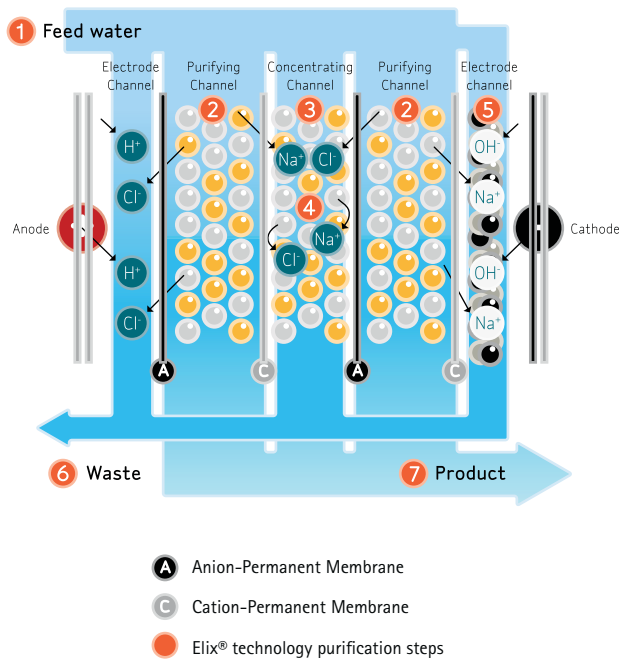 1 Feed water
Electrode
Channel
Purifying
Channel
Concentrating
Channel
Purifying
Channel
Electrode
channel
2
3
2
5
H⁺
Na⁺
Cl⁻
OH⁻
Cl⁻
Na⁺
4
Anode
Na⁺
Cathode
Cl⁻
H⁺
OH⁻
Cl⁻
Na⁺
A
C
A
C
6 Waste
7 Product
A Anion-Permanent Membrane
C Cation-Permanent Membrane
Elix® technology purification steps